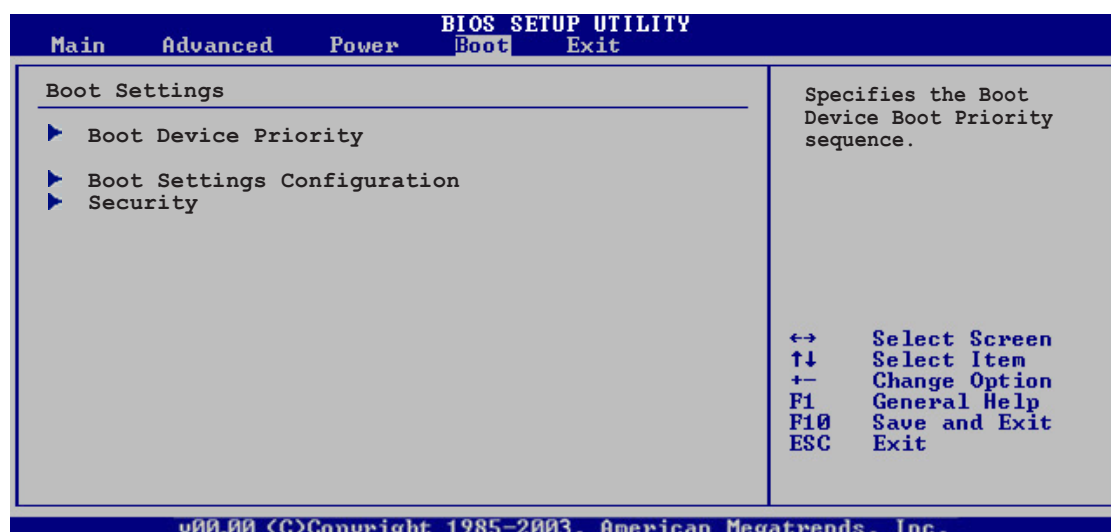 BIOS SETUP UTILITY
Main Advanced Power Boot Exit
Boot Settings
Boot Device Priority
Boot Settings Configuration
Security
Specifies the Boot
Device Boot Priority
sequence.
←→ Select Screen
↑↓ Select Item
+- Change Option
F1 General Help
F10 Save and Exit
ESC Exit
v00.00 (C)Copyright 1985-2003, American Megatrends, Inc.